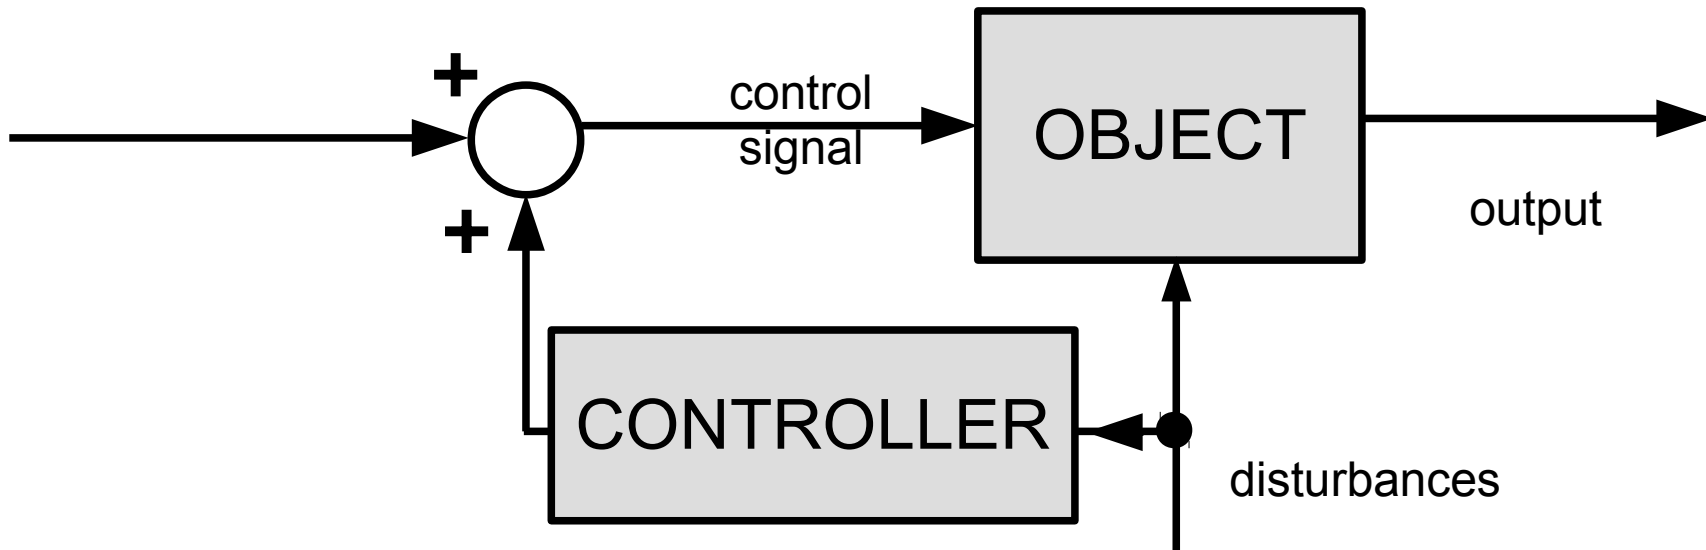 +
control
signal
OBJECT
output
+
CONTROLLER
disturbances